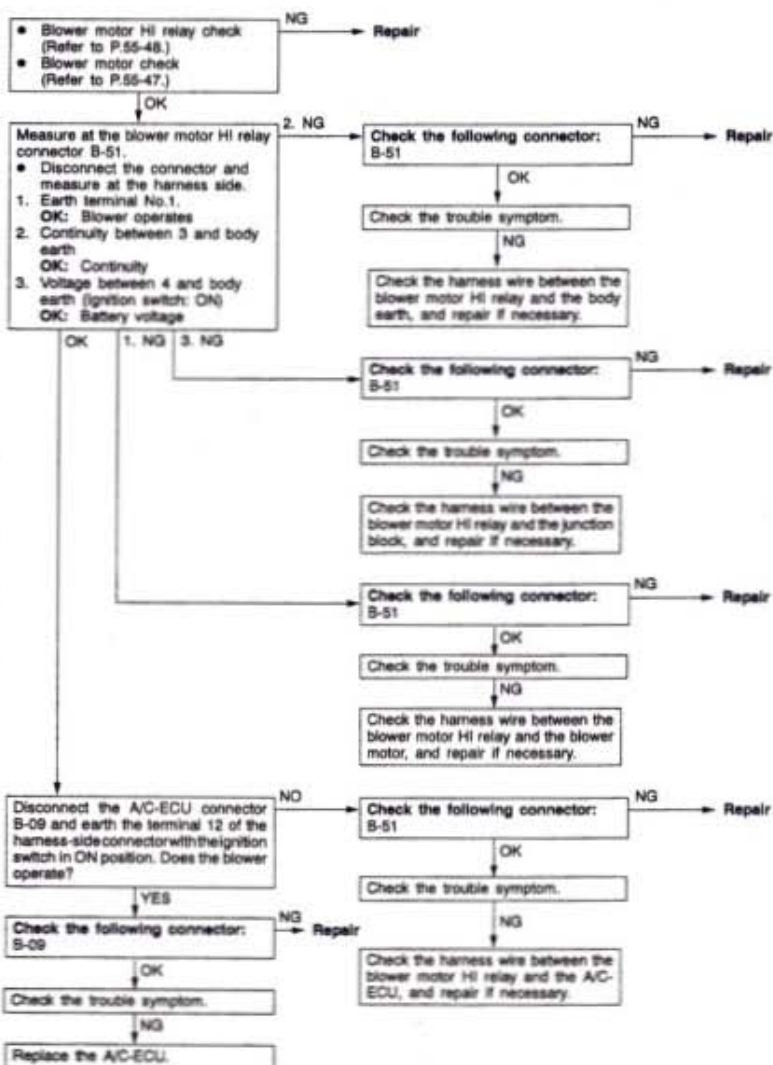 ● Blower motor HI relay check
(Refer to P.55-48.)
● Blower motor check
(Refer to P.55-47.)
NG
Repair
OK
Measure at the blower motor HI relay
connector B-51.
● Disconnect the connector and
measure at the harness side.
1. Earth terminal No.1.
OK: Blower operates
2. Continuity between 3 and body
earth
OK: Continuity
3. Voltage between 4 and body
earth (Ignition switch: ON)
OK: Battery voltage
2. NG
Check the following connector:
B-51
NG
Repair
OK
Check the trouble symptom.
NG
Check the harness wire between the
blower motor HI relay and the body
earth, and repair if necessary.
OK
1. NG
3. NG
Check the following connector:
B-51
NG
Repair
OK
Check the trouble symptom.
NG
Check the harness wire between the
blower motor HI relay and the junction
block, and repair if necessary.
Check the following connector:
B-51
NG
Repair
OK
Check the trouble symptom.
NG
Check the harness wire between the
blower motor HI relay and the blower
motor, and repair if necessary.
Disconnect the A/C-ECU connector
B-09 and earth the terminal 12 of the
harness-side connector with the ignition
switch in ON position. Does the blower
operate?
NO
Check the following connector:
B-51
NG
Repair
OK
Check the trouble symptom.
NG
Check the harness wire between the
blower motor HI relay and the A/C-
ECU, and repair if necessary.
YES
Check the following connector:
B-09
NG
Repair
OK
Check the trouble symptom.
NG
Replace the A/C-ECU.